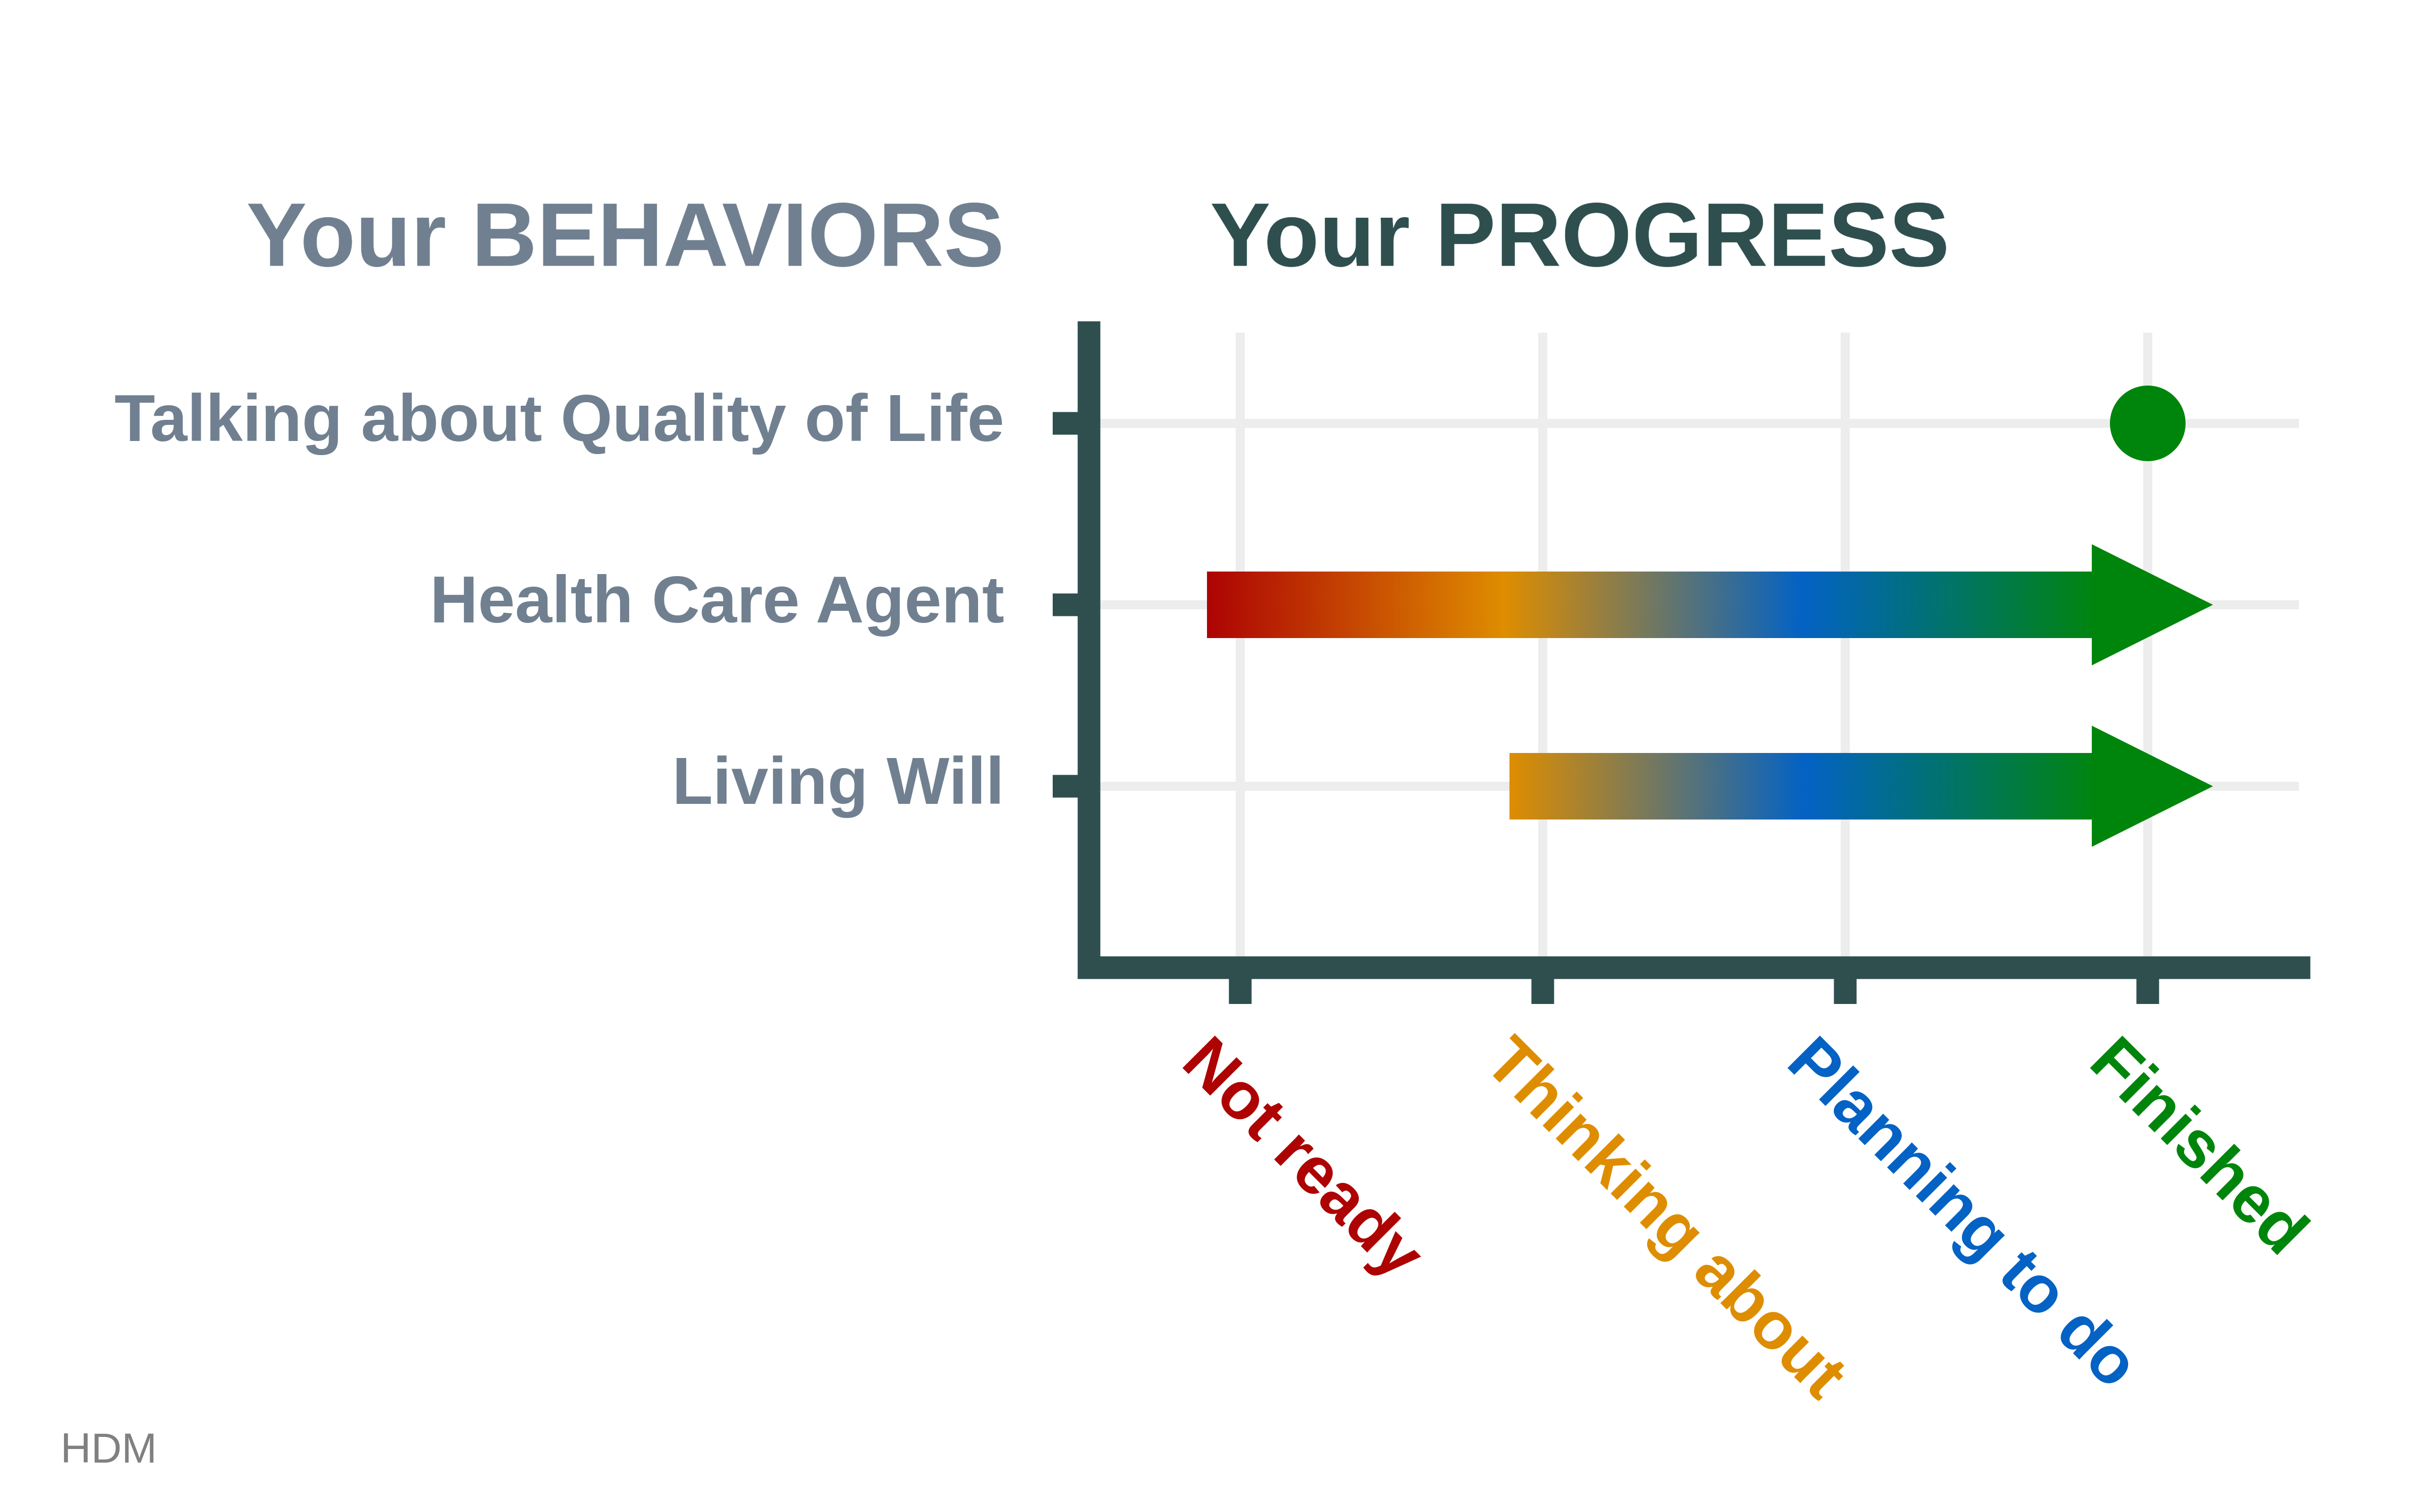 Your BEHAVIORS
Your PROGRESS
Talking about Quality of Life
Health Care Agent
Living Will
Not ready
Thinking about
Planning to do
Finished
HDM